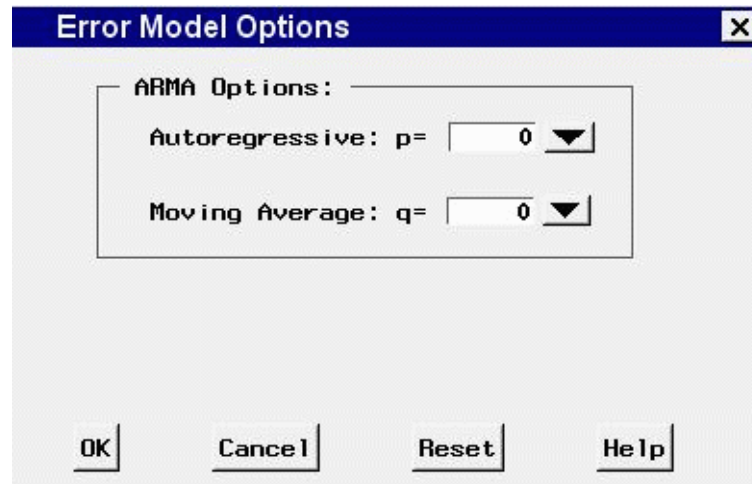 Error Model Options
ARMA Options:
Autoregressive: p= 0
Moving Average: q= 0
OK Cancel Reset Help